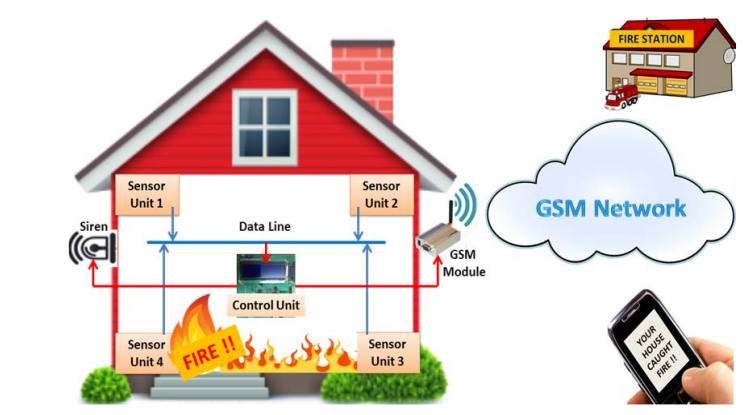 FIRE STATION
Sensor
Unit 1
Sensor
Unit 2
GSM Network
Siren
Data Line
GSM
Module
Control Unit
Sensor
Unit 4
FIRE !!
Sensor
Unit 3
YOUR
HOUSE
CAUGHT
FIRE !!